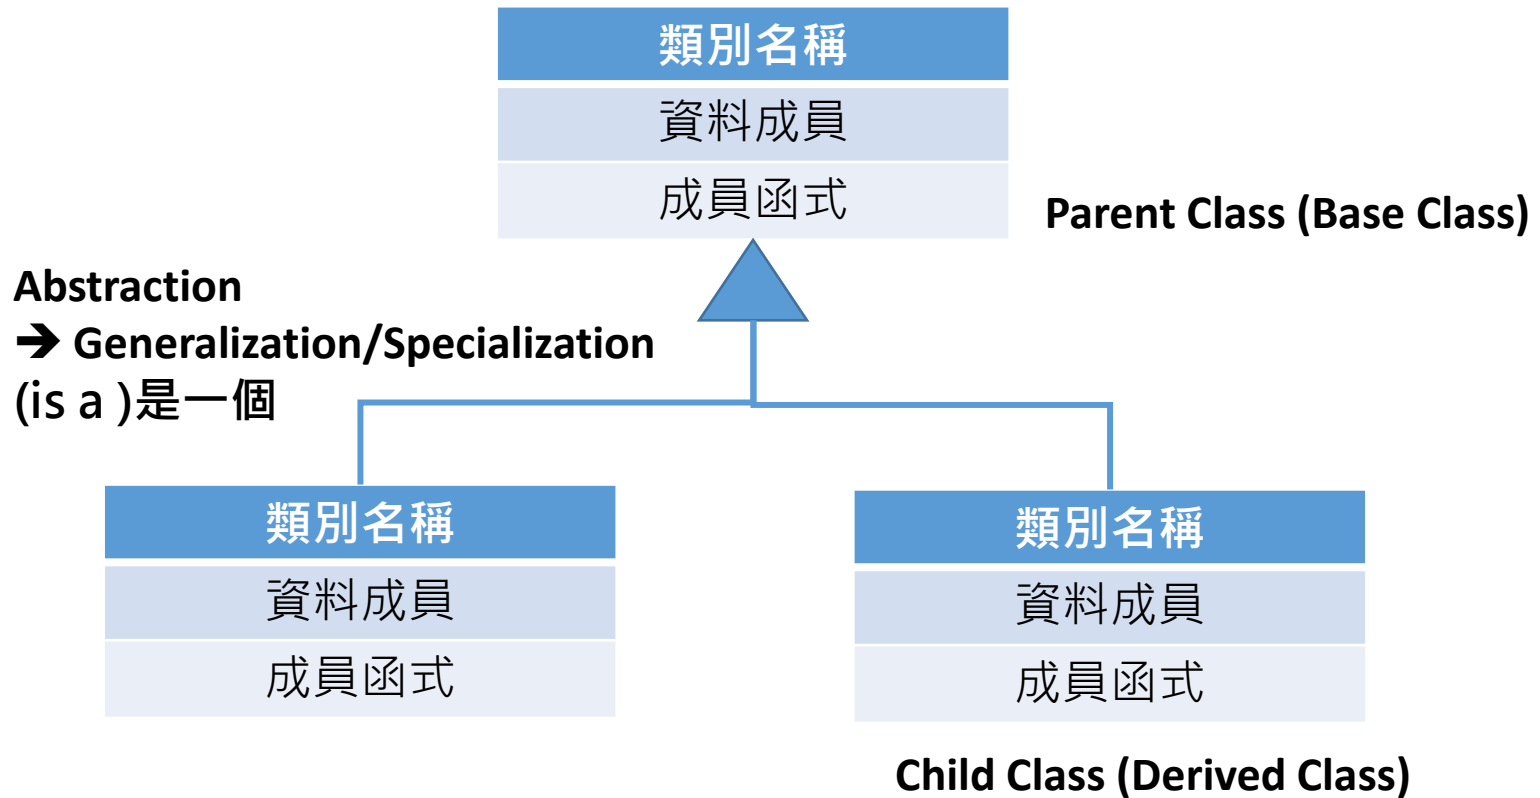 類別名稱
資料成員
成員函式
Parent Class (Base Class)
Abstraction
➔ Generalization/Specialization
(is a )是一個
類別名稱
資料成員
成員函式
類別名稱
資料成員
成員函式
Child Class (Derived Class)